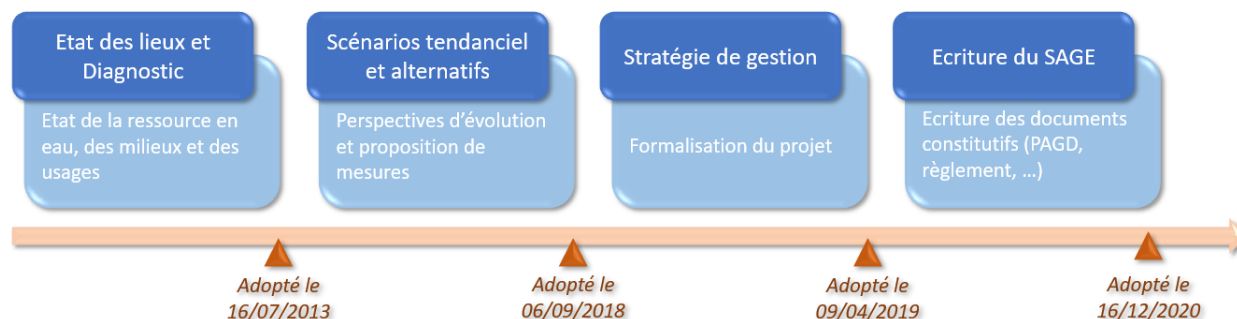 Etat des lieux et
Diagnostic
Etat de la ressource en
eau, des milieux et des
usages
Scénarios tendanciel
et alternatifs
Perspectives d'évolution
et proposition de
mesures
Stratégie de gestion
Formalisation du projet
Ecriture du SAGE
Ecriture des documents
constitutifs (PAGD,
règlement, ...)
Adopté le
16/07/2013
Adopté le
06/09/2018
Adopté le
09/04/2019
Adopté le
16/12/2020